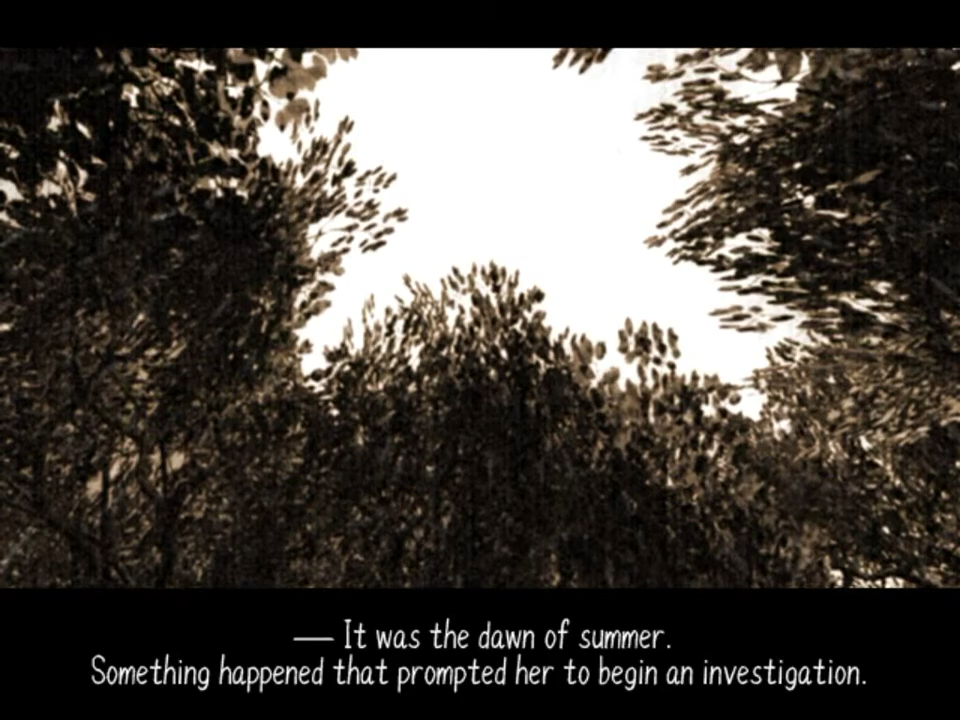 —— It was the dawn of summer.
Something happened that prompted her to begin an investigation.